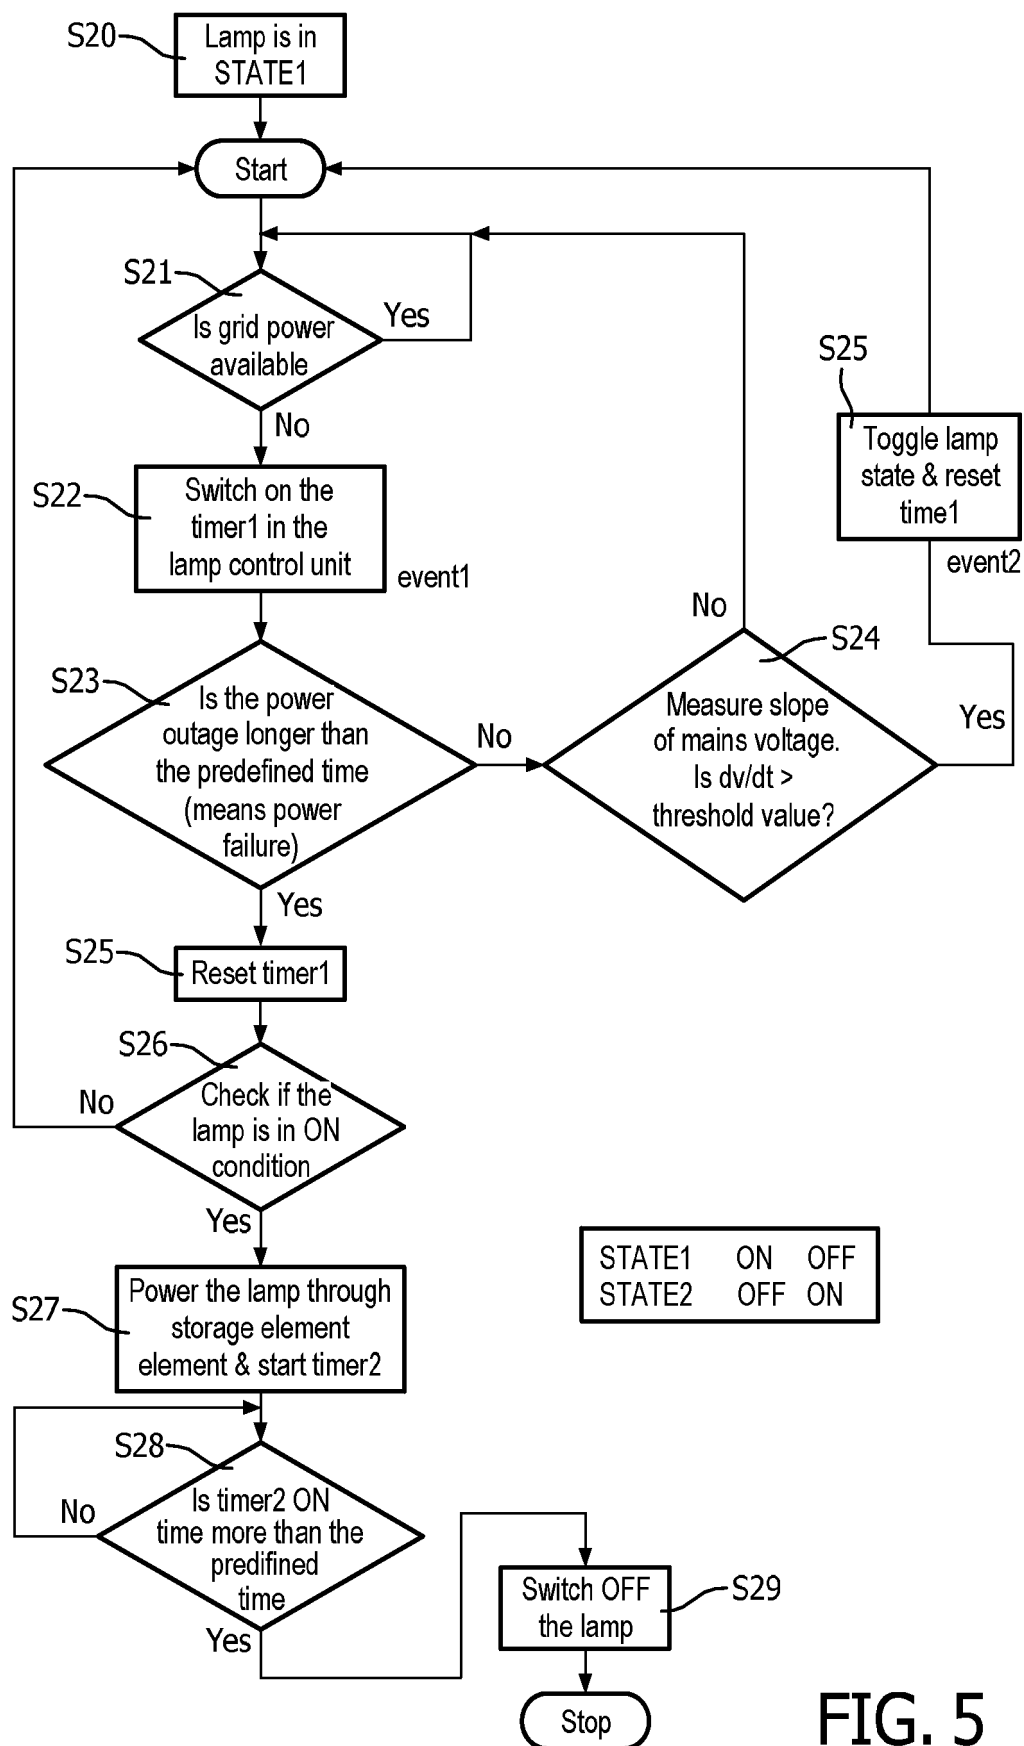 S20
Lamp is in
STATE1
Start
S21
Is grid power
available
Yes
No
S22
Switch on the
timer1 in the
lamp control unit
event1
S25
Toggle lamp
state & reset
time1
event2
S23
Is the power
outage longer than
the predefined time
(means power
failure)
No
Yes
S24
Measure slope
of mains voltage.
Is dv/dt >
threshold value?
No
Yes
S25
Reset timer1
S26
Check if the
lamp is in ON
condition
No
Yes
S27
Power the lamp through
storage element
element & start timer2
STATE1 ON OFF
STATE2 OFF ON
S28
Is timer2 ON
time more than the
predifined
time
No
Yes
Switch OFF
the lamp
S29
Stop
FIG. 5